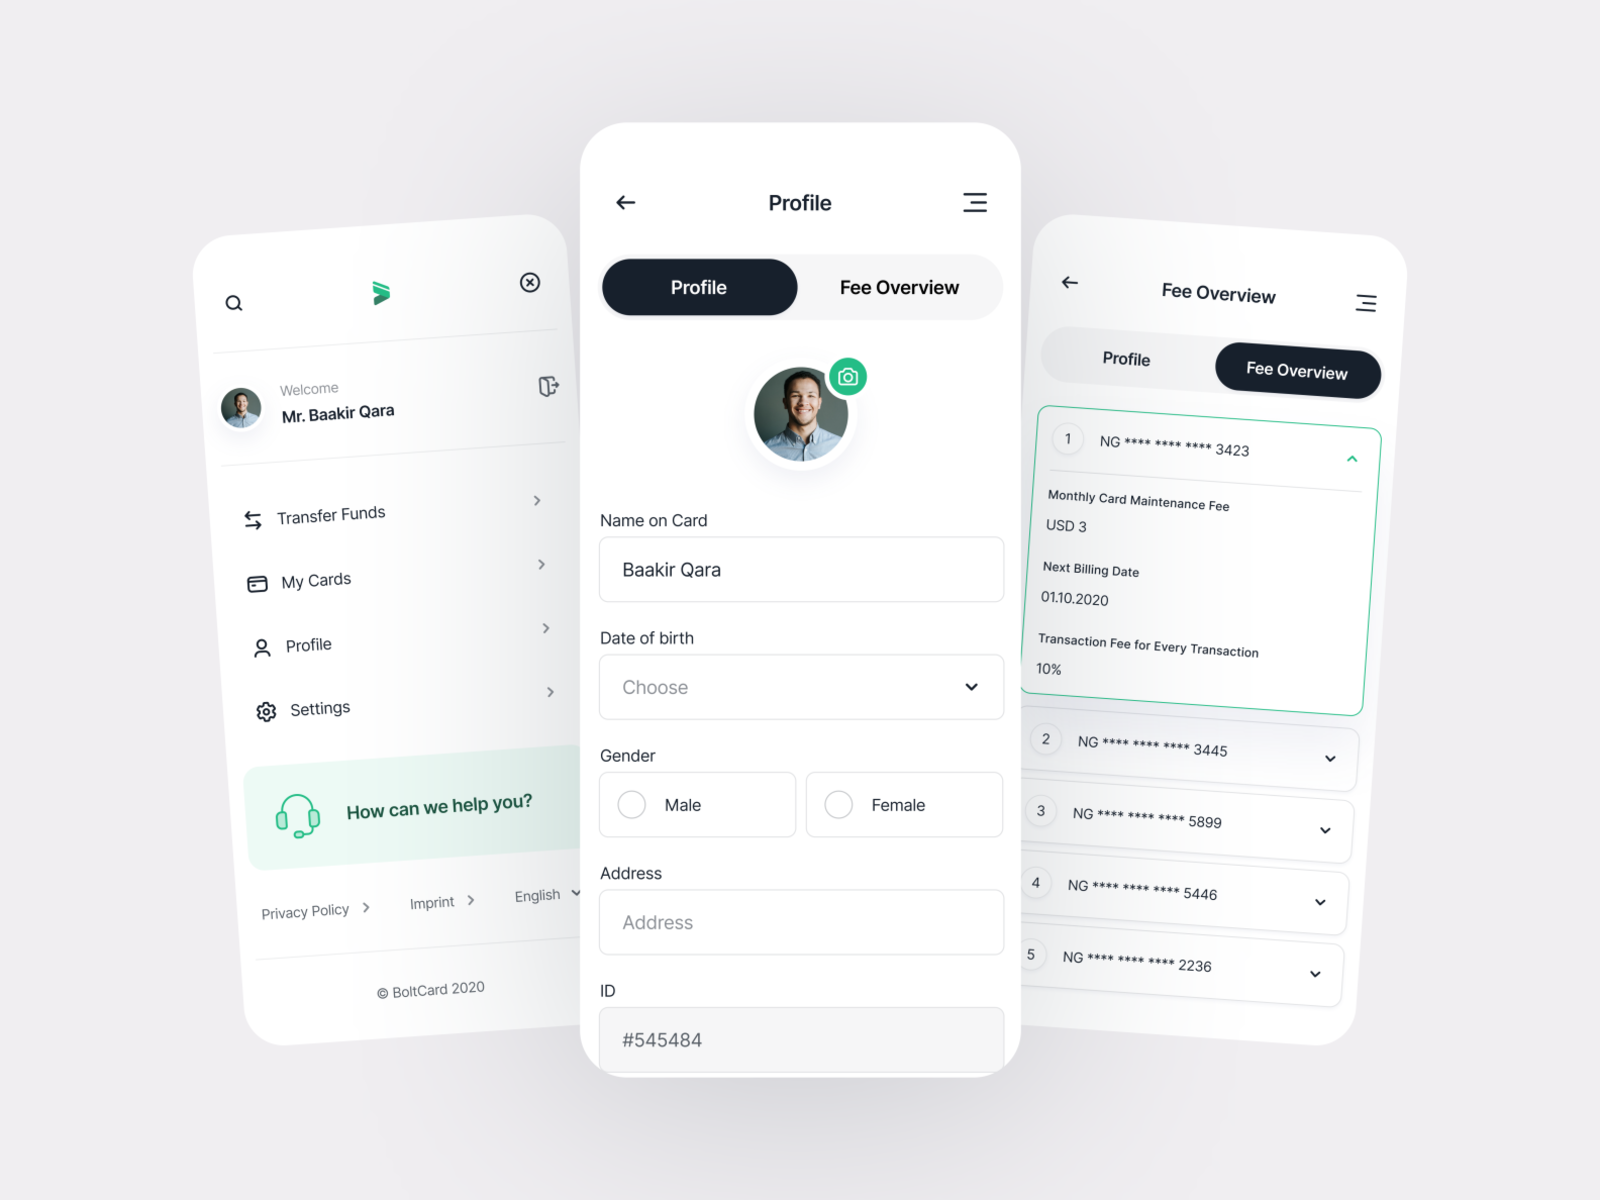 Welcome
Mr. Baakir Qara
Transfer Funds
My Cards
Profile
Settings
How can we help you?
Privacy Policy
Imprint
English
© BoltCard 2020
Profile
Profile
Fee Overview
Name on Card
Baakir Qara
Date of birth
Choose
Gender
Male
Female
Address
Address
ID
#545484
Fee Overview
Profile
Fee Overview
1 NG **** **** **** 3423
Monthly Card Maintenance Fee
USD 3
Next Billing Date
01.10.2020
Transaction Fee for Every Transaction
10%
2 NG **** **** **** 3445
3 NG **** **** **** 5899
4 NG **** **** **** 5446
5 NG **** **** **** 2236